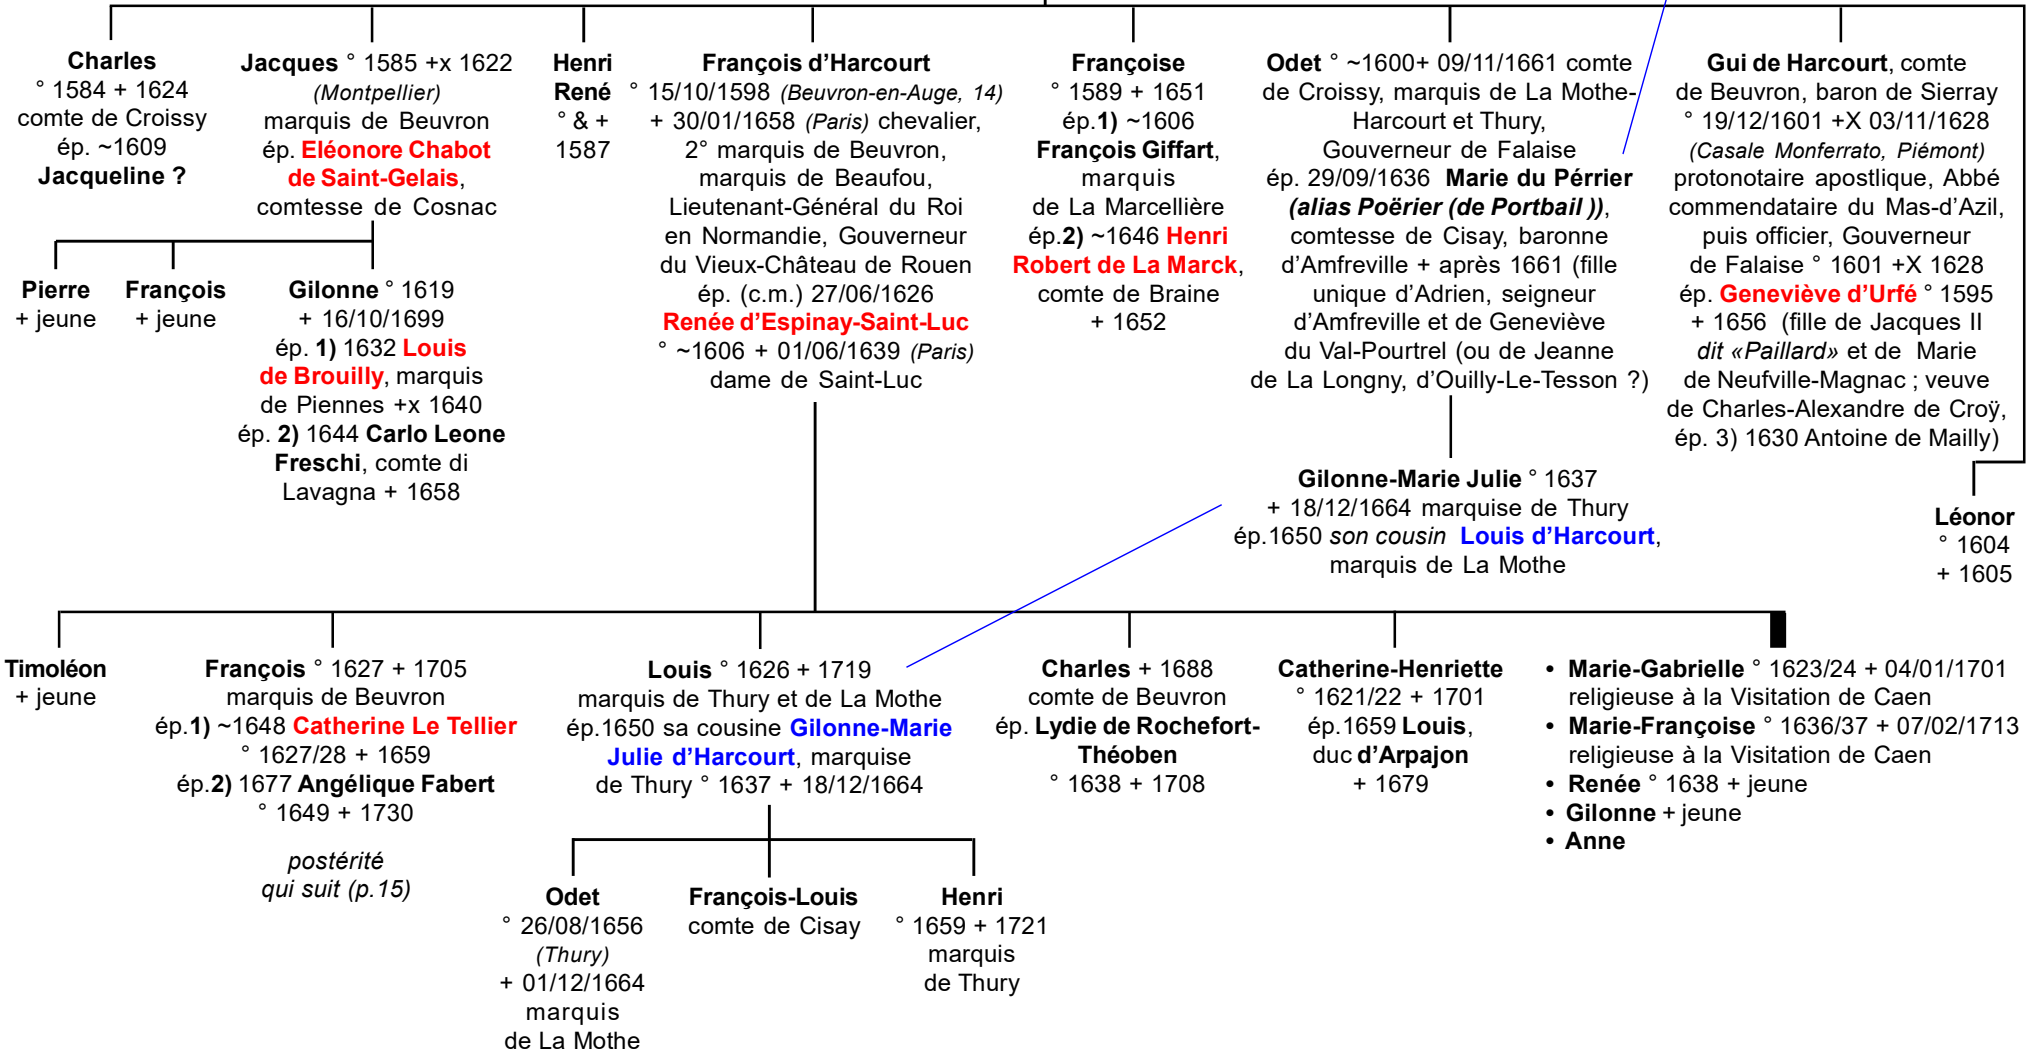 Charles
° 1584 + 1624
comte de Croissy
ép. ~1609
Jacqueline ?
Jacques ° 1585 +x 1622
(Montpellier)
marquis de Beuvron
ép. Eléonore Chabot
de Saint-Gelais,
comtesse de Cosnac
Henri
René
° & +
1587
François d’Harcourt
° 15/10/1598 (Beuvron-en-Auge, 14)
+ 30/01/1658 (Paris) chevalier,
2° marquis de Beuvron,
marquis de Beaufou,
Lieutenant-Général du Roi
en Normandie, Gouverneur
du Vieux-Château de Rouen
ép. (c.m.) 27/06/1626
Renée d’Espinay-Saint-Luc
° ~1606 + 01/06/1639 (Paris)
dame de Saint-Luc
Françoise
° 1589 + 1651
ép.1) ~1606
François Giffart,
marquis
de La Marcellière
ép.2) ~1646 Henri
Robert de La Marck,
comte de Braine
+ 1652
Odet ° ~1600+ 09/11/1661 comte
de Croissy, marquis de La Mothe-
Harcourt et Thury,
Gouverneur de Falaise
ép. 29/09/1636 Marie du Pérrier
(alias Poërier (de Portbail )),
comtesse de Cisay, baronne
d’Amfreville + après 1661 (fille
unique d’Adrien, seigneur
d’Amfreville et de Geneviève
du Val-Pourtrel (ou de Jeanne
de La Longny, d’Ouilly-Le-Tesson ?)
Gui de Harcourt, comte
de Beuvron, baron de Sierray
° 19/12/1601 +X 03/11/1628
(Casale Monferrato, Piémont)
protonotaire apostlique, Abbé
commendataire du Mas-d’Azil,
puis officier, Gouverneur
de Falaise ° 1601 +X 1628
ép. Geneviève d’Urfé ° 1595
+ 1656 (fille de Jacques II
dit «Paillard» et de Marie
de Neufville-Magnac ; veuve
de Charles-Alexandre de Croÿ,
ép. 3) 1630 Antoine de Mailly)
Léonor
° 1604
+ 1605
Pierre
+ jeune
François
+ jeune
Gilonne ° 1619
+ 16/10/1699
ép. 1) 1632 Louis
de Brouilly, marquis
de Piennes +x 1640
ép. 2) 1644 Carlo Leone
Freschi, comte di
Lavagna + 1658
Gilonne-Marie Julie ° 1637
+ 18/12/1664 marquise de Thury
ép.1650 son cousin Louis d’Harcourt,
marquis de La Mothe
Timoléon
+ jeune
François ° 1627 + 1705
marquis de Beuvron
ép.1) ~1648 Catherine Le Tellier
° 1627/28 + 1659
ép.2) 1677 Angélique Fabert
° 1649 + 1730
postérité
qui suit (p.15)
Louis ° 1626 + 1719
marquis de Thury et de La Mothe
ép.1650 sa cousine Gilonne-Marie
Julie d’Harcourt, marquise
de Thury ° 1637 + 18/12/1664
Charles + 1688
comte de Beuvron
ép. Lydie de Rochefort-
Théoben
° 1638 + 1708
Catherine-Henriette
° 1621/22 + 1701
ép.1659 Louis,
duc d’Arpajon
+ 1679
• Marie-Gabrielle ° 1623/24 + 04/01/1701
religieuse à la Visitation de Caen
• Marie-Françoise ° 1636/37 + 07/02/1713
religieuse à la Visitation de Caen
• Renée ° 1638 + jeune
• Gilonne + jeune
• Anne
Odet
° 26/08/1656
(Thury)
+ 01/12/1664
marquis
de La Mothe
François-Louis
comte de Cisay
Henri
° 1659 + 1721
marquis
de Thury